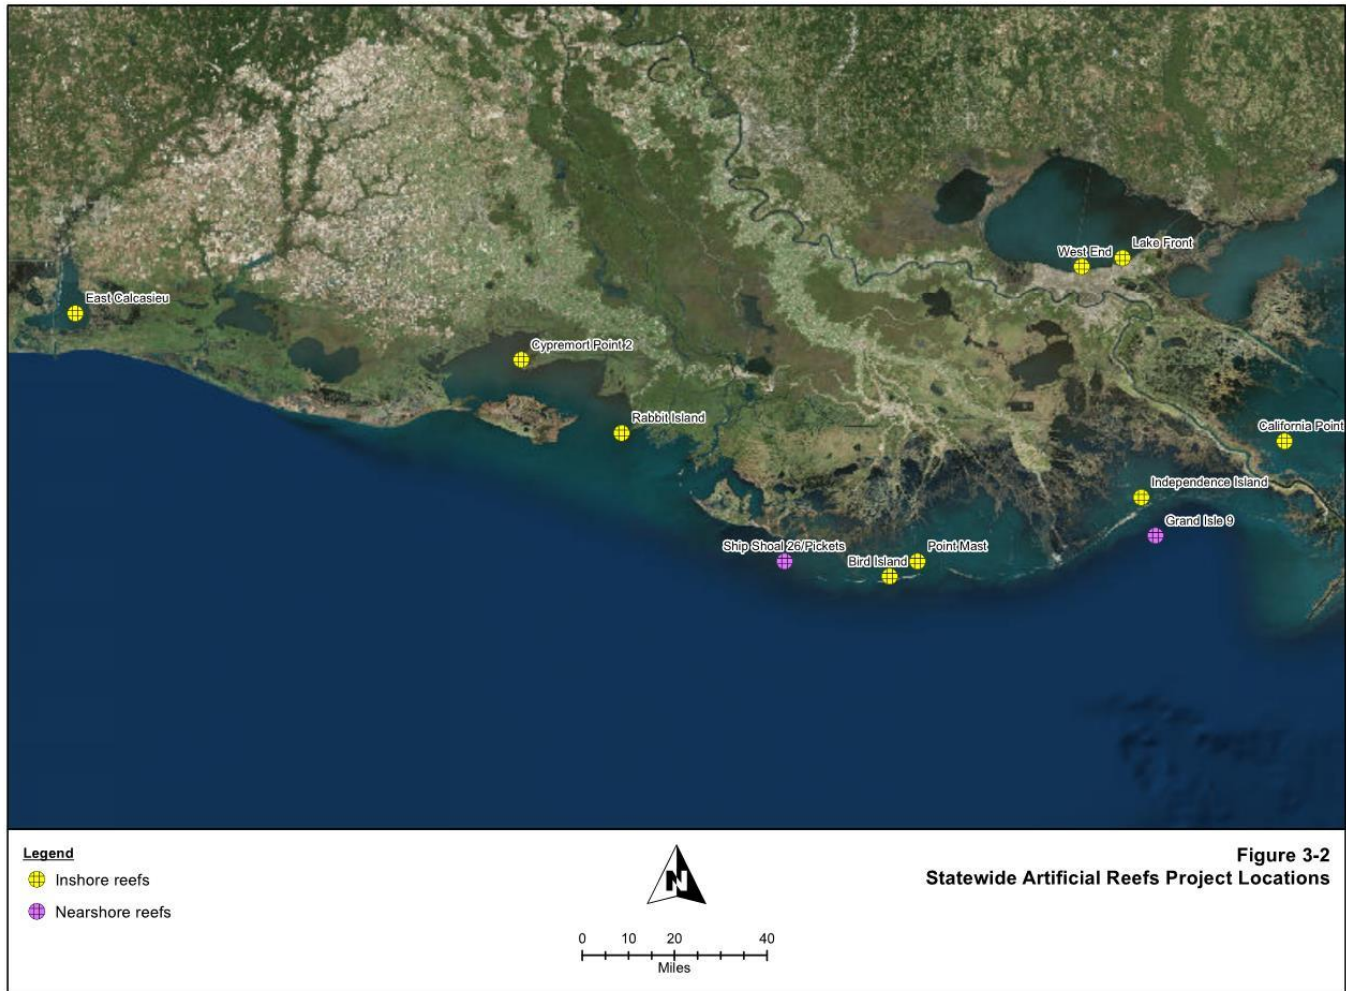 Lake Front
West End
East Calcasieu
Cypremort Point 2
Rabbit Island
California Point
Independence Island
Grand Isle 9
Ship Shoal 26/Pickets
Point Mast
Bird Island
Legend
Inshore reefs
Nearshore reefs
N
0 10 20 40
Miles
Figure 3-2
Statewide Artificial Reefs Project Locations